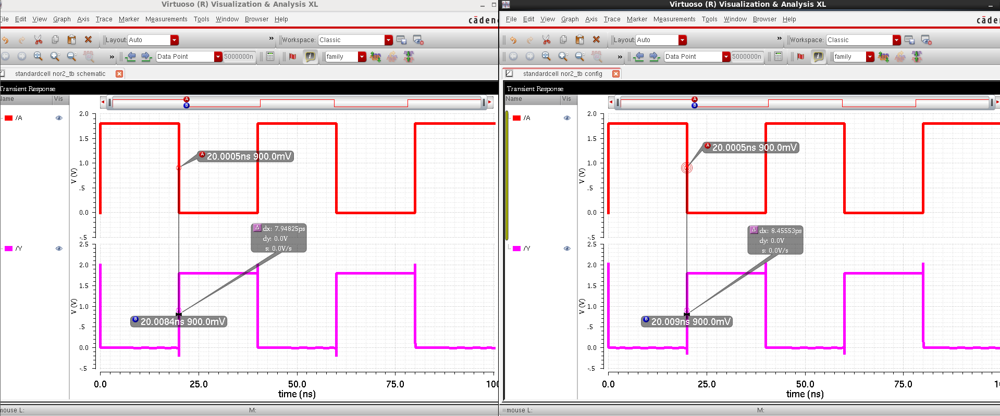 Virtuoso (R) Visualization & Analysis XL
ile Edit View Graph Axis Trace Marker Measurements Tools Window Browser Help
cāden
Layout: Auto » Workspace: Classic
» Data Point 5000000n family
standardcell nor2_tb schematic
Transient Response
Name Vis
A
B
/A
2.0
1.5
1.0
.5
0.0
-.5
V (V)
A 20.0005ns 900.0mV
Δ dx: 7.94825ps
dy: 0.0V
s: 0.0V/s
/Y
2.5
2.0
1.5
1.0
.5
0.0
-.5
V (V)
B 20.0084ns 900.0mV
0.0 25.0 50.0 75.0 100
time (ns)
mouse L: M:
Virtuoso (R) Visualization & Analysis XL
File Edit View Graph Axis Trace Marker Measurements Tools Window Browser Help
cāde
Layout: Auto » Workspace: Classic
» Data Point 5000000n family
standardcell nor2_tb config
Transient Response
Name Vis
A
B
/A
2.0
1.5
1.0
.5
0.0
-.5
V (V)
A 20.0005ns 900.0mV
Δ dx: 8.45553ps
dy: 0.0V
s: 0.0V/s
/Y
2.5
2.0
1.5
1.0
.5
0.0
-.5
V (V)
B 20.009ns 900.0mV
0.0 25.0 50.0 75.0 1
time (ns)
mouse L: M: